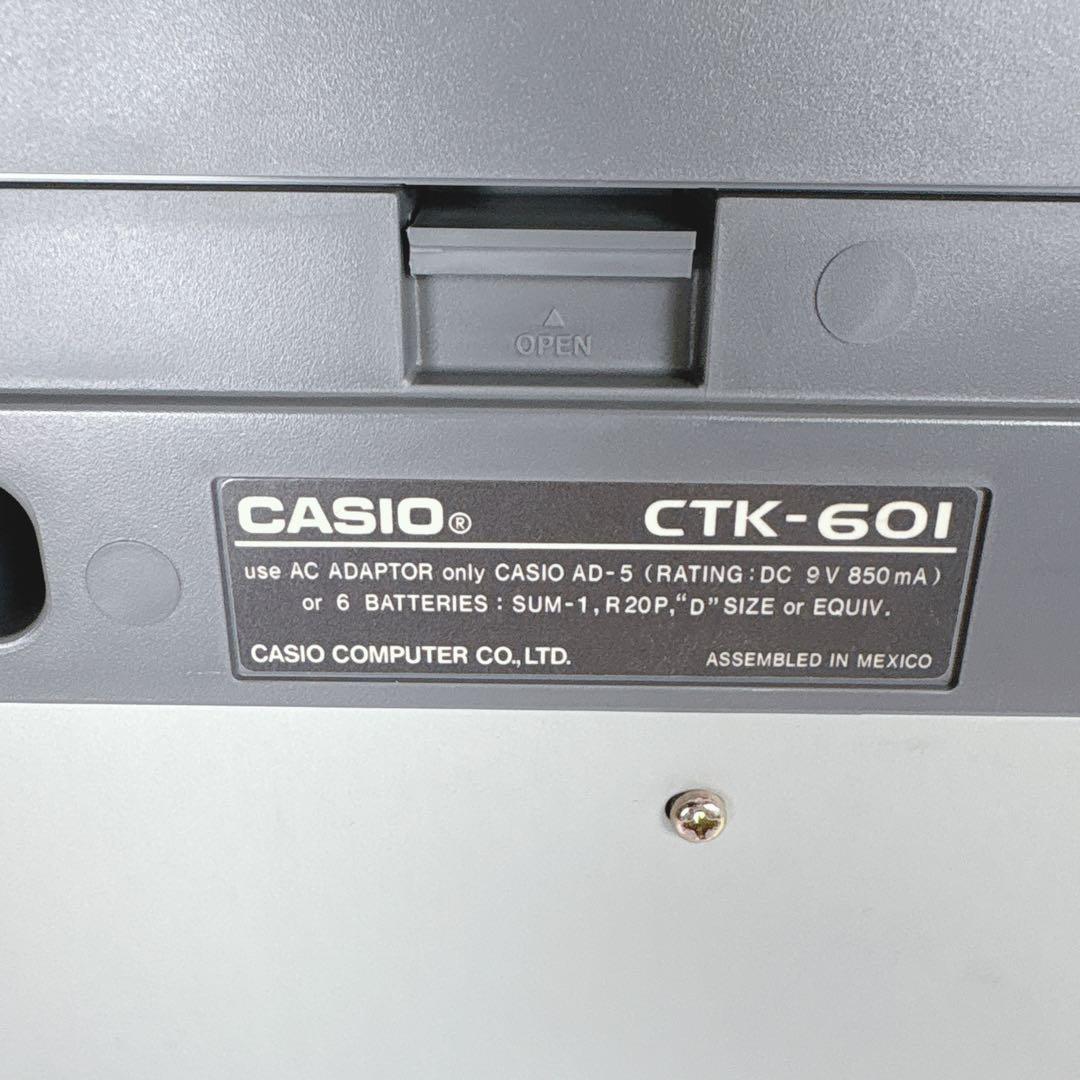 ▲
OPEN
CASIO® CTK-601
use AC ADAPTOR only CASIO AD-5 (RATING:DC 9V 850mA)
or 6 BATTERIES : SUM-1, R20P, “D” SIZE or EQUIV.
CASIO COMPUTER CO., LTD. ASSEMBLED IN MEXICO